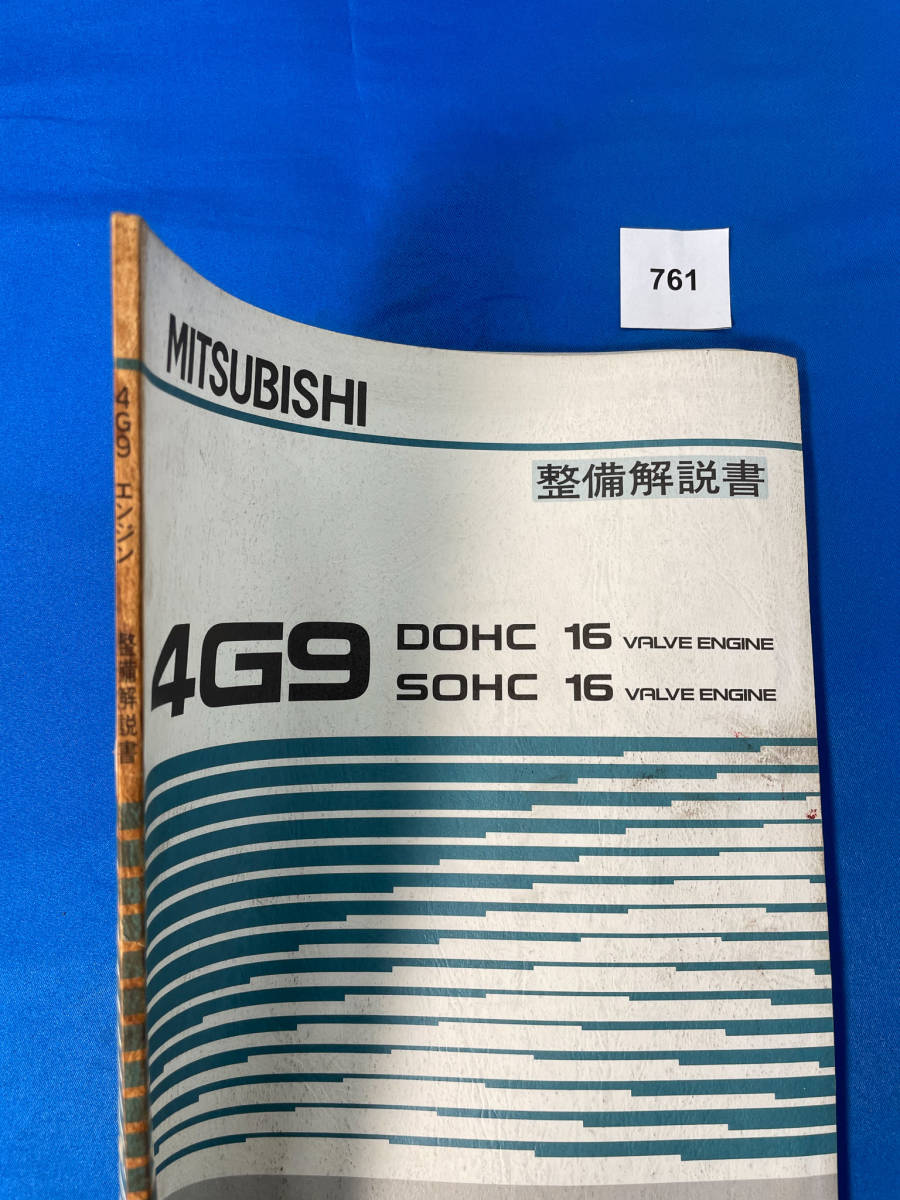 761
MITSUBISHI
整備解説書
4G9
DOHC 16 VALVE ENGINE
SOHC 16 VALVE ENGINE
4G9 エンジン 整備解説書